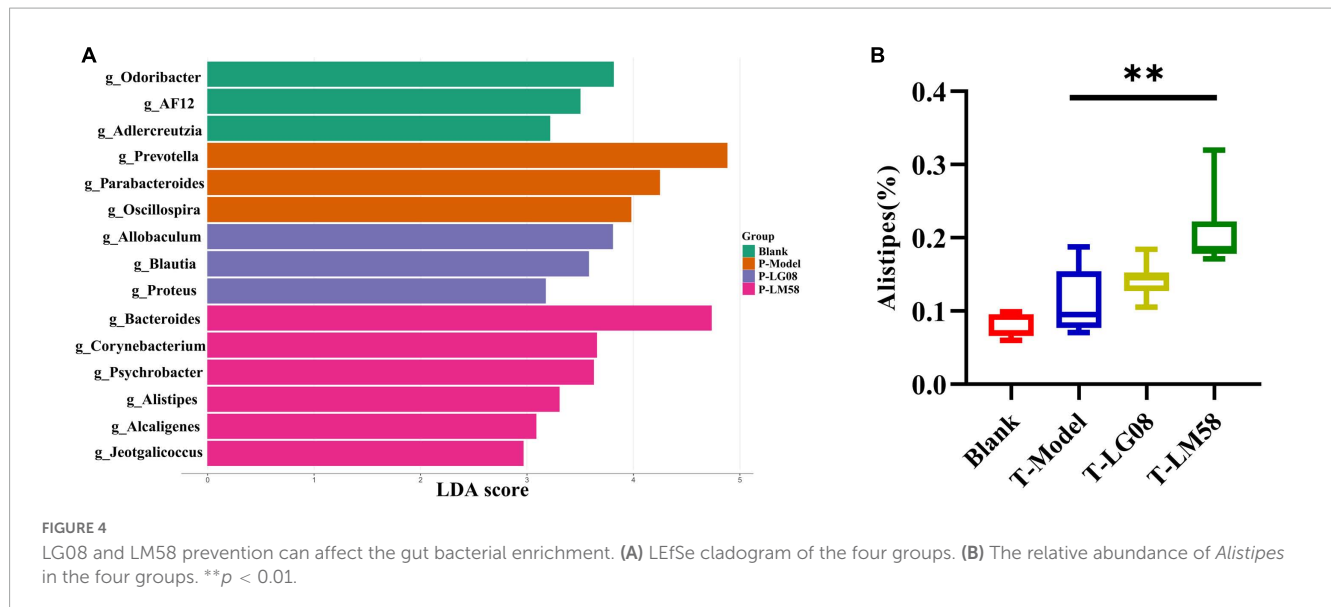 A
g_Odoribacter
g_AF12
g_Adlercreutzia
g_Prevotella
g_Parabacteroides
g_Oscillospira
g_Allobaculum
g_Blautia
g_Proteus
g_Bacteroides
g_Corynebacterium
g_Psychrobacter
g_Alistipes
g_Alcaligenes
g_Jeotgalicoccus
0 1 2 3 4 5
LDA score
Group
Blank
P-Model
P-LG08
P-LM58
B
**
Alistipes(%)
0.4
0.3
0.2
0.1
0.0
Blank
T-Model
T-LG08
T-LM58
FIGURE 4
LG08 and LM58 prevention can affect the gut bacterial enrichment. (A) LEfSe cladogram of the four groups. (B) The relative abundance of Alistipes
in the four groups. **p < 0.01.